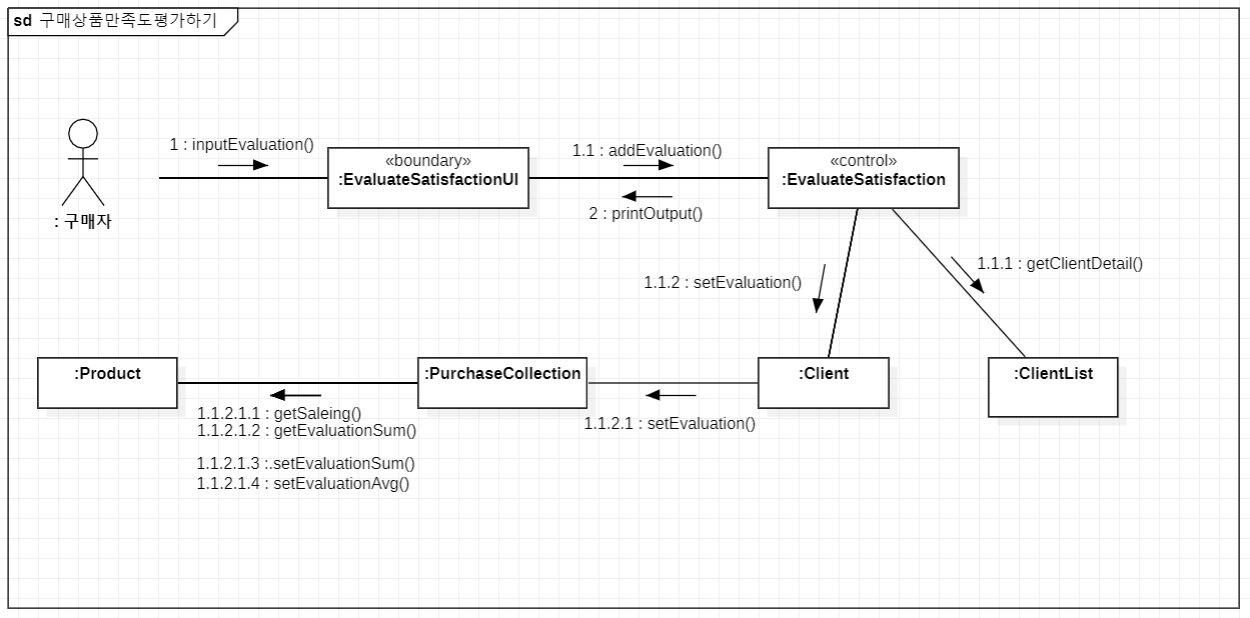 sd 구매상품만족도평가하기
1 : inputEvaluation()
«boundary»
:EvaluateSatisfactionUI
1.1 : addEvaluation()
2 : printOutput()
«control»
:EvaluateSatisfaction
: 구매자
1.1.2 : setEvaluation()
1.1.1 : getClientDetail()
:Product
:PurchaseCollection
:Client
:ClientList
1.1.2.1.1 : getSaleing()
1.1.2.1.2 : getEvaluationSum()
1.1.2.1 : setEvaluation()
1.1.2.1.3 :.setEvaluationSum()
1.1.2.1.4 : setEvaluationAvg()